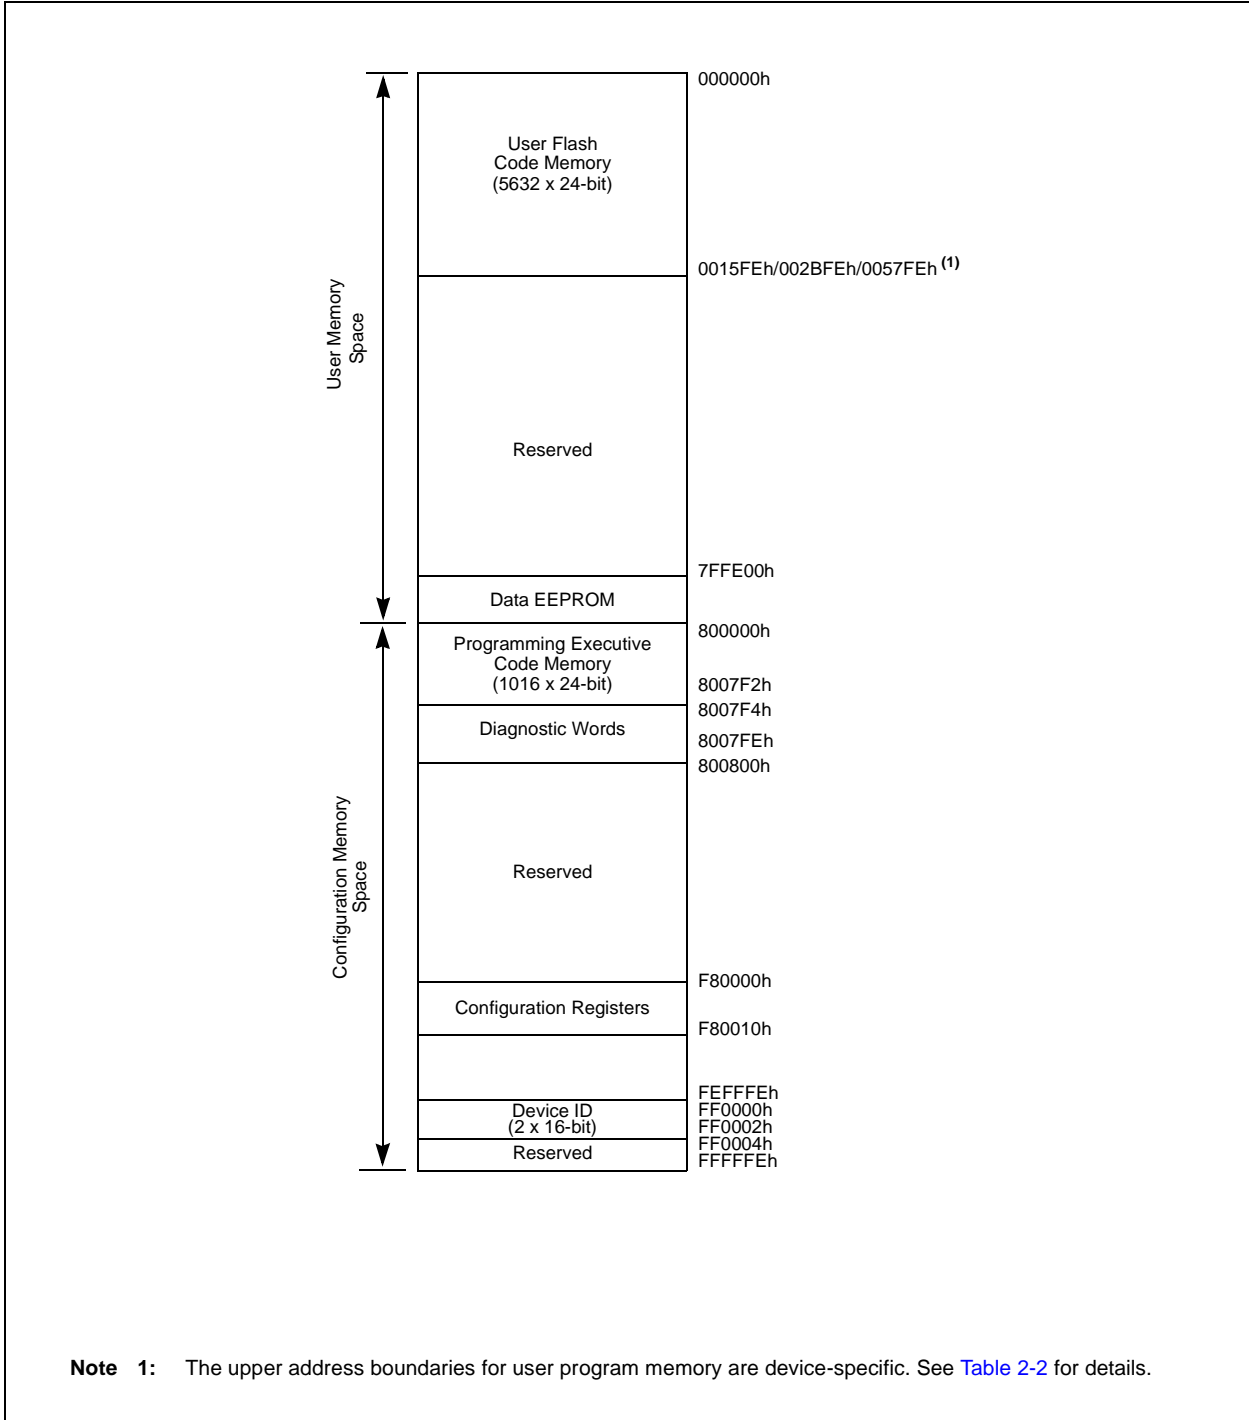 000000h
User Flash
Code Memory
(5632 x 24-bit)
0015FEh/002BFEh/0057FEh (1)
User Memory
Space
Reserved
7FFE00h
Data EEPROM
800000h
Programming Executive
Code Memory
(1016 x 24-bit)
8007F2h
8007F4h
Diagnostic Words
8007FEh
800800h
Configuration Memory
Space
Reserved
F80000h
Configuration Registers
F80010h
FEFFFEh
Device ID
(2 x 16-bit)
FF0000h
FF0002h
FF0004h
Reserved
FFFFFEh
Note 1: The upper address boundaries for user program memory are device-specific. See Table 2-2 for details.